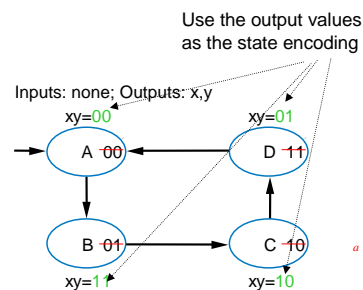 Use the output values
as the state encoding
Inputs: none; Outputs: x,y
xy=00
xy=01
A 00
D 11
B 01
C 10
a
xy=11
xy=10